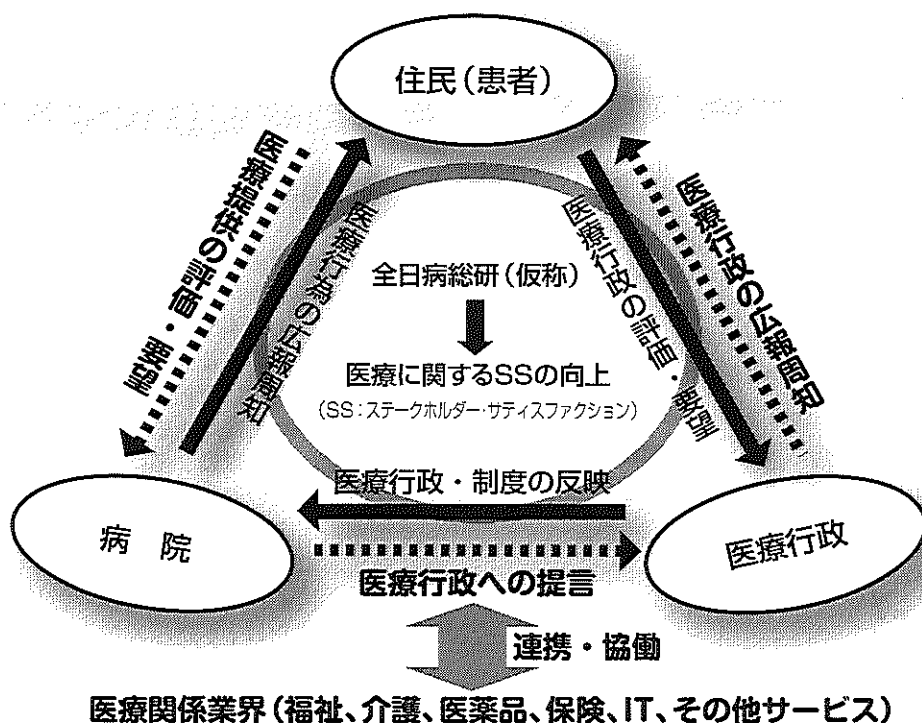 住民(患者)
医療提供の評価・要望
医療行為の広報周知
医療行政の評価・要望
医療行政の広報周知
全日病総研(仮称)
医療に関するSSの向上
(SS:ステークホルダー・サティスファクション)
医療行政・制度の反映
病 院
医療行政
医療行政への提言
連携・協働
医療関係業界(福祉、介護、医薬品、保険、IT、その他サービス)